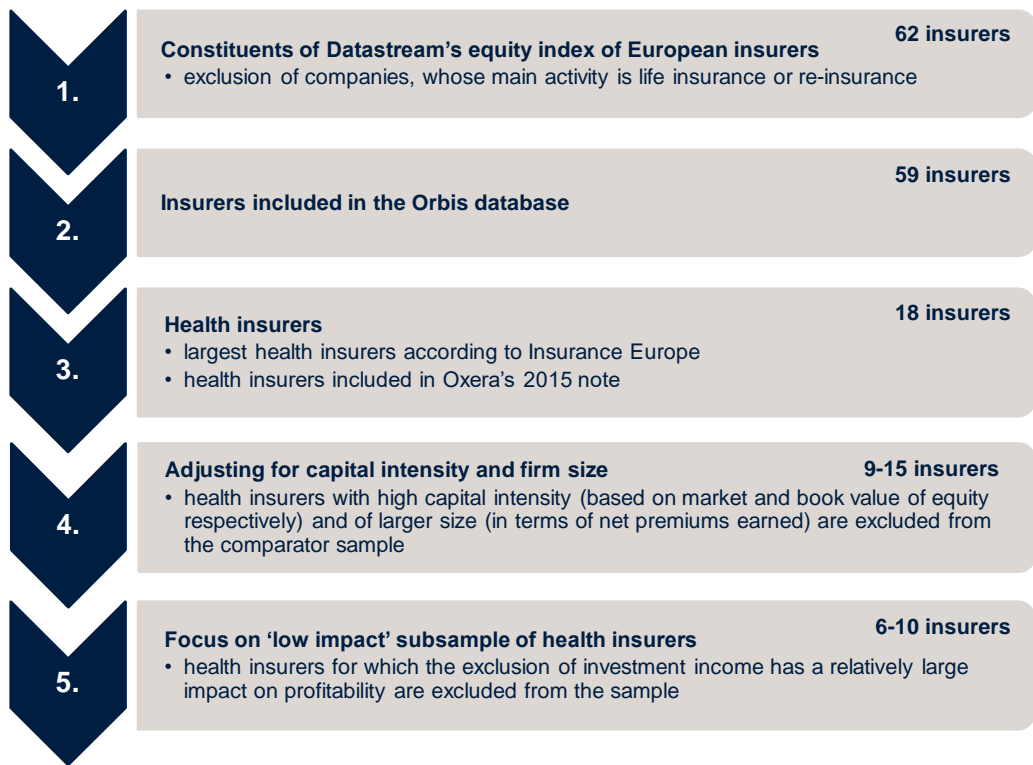 1.
Constituents of Datastream's equity index of European insurers
62 insurers
• exclusion of companies, whose main activity is life insurance or re-insurance
2.
59 insurers
Insurers included in the Orbis database
3.
Health insurers
18 insurers
• largest health insurers according to Insurance Europe
• health insurers included in Oxera's 2015 note
4.
Adjusting for capital intensity and firm size
9-15 insurers
• health insurers with high capital intensity (based on market and book value of equity
respectively) and of larger size (in terms of net premiums earned) are excluded from
the comparator sample
5.
Focus on ‘low impact’ subsample of health insurers
6-10 insurers
• health insurers for which the exclusion of investment income has a relatively large
impact on profitability are excluded from the sample